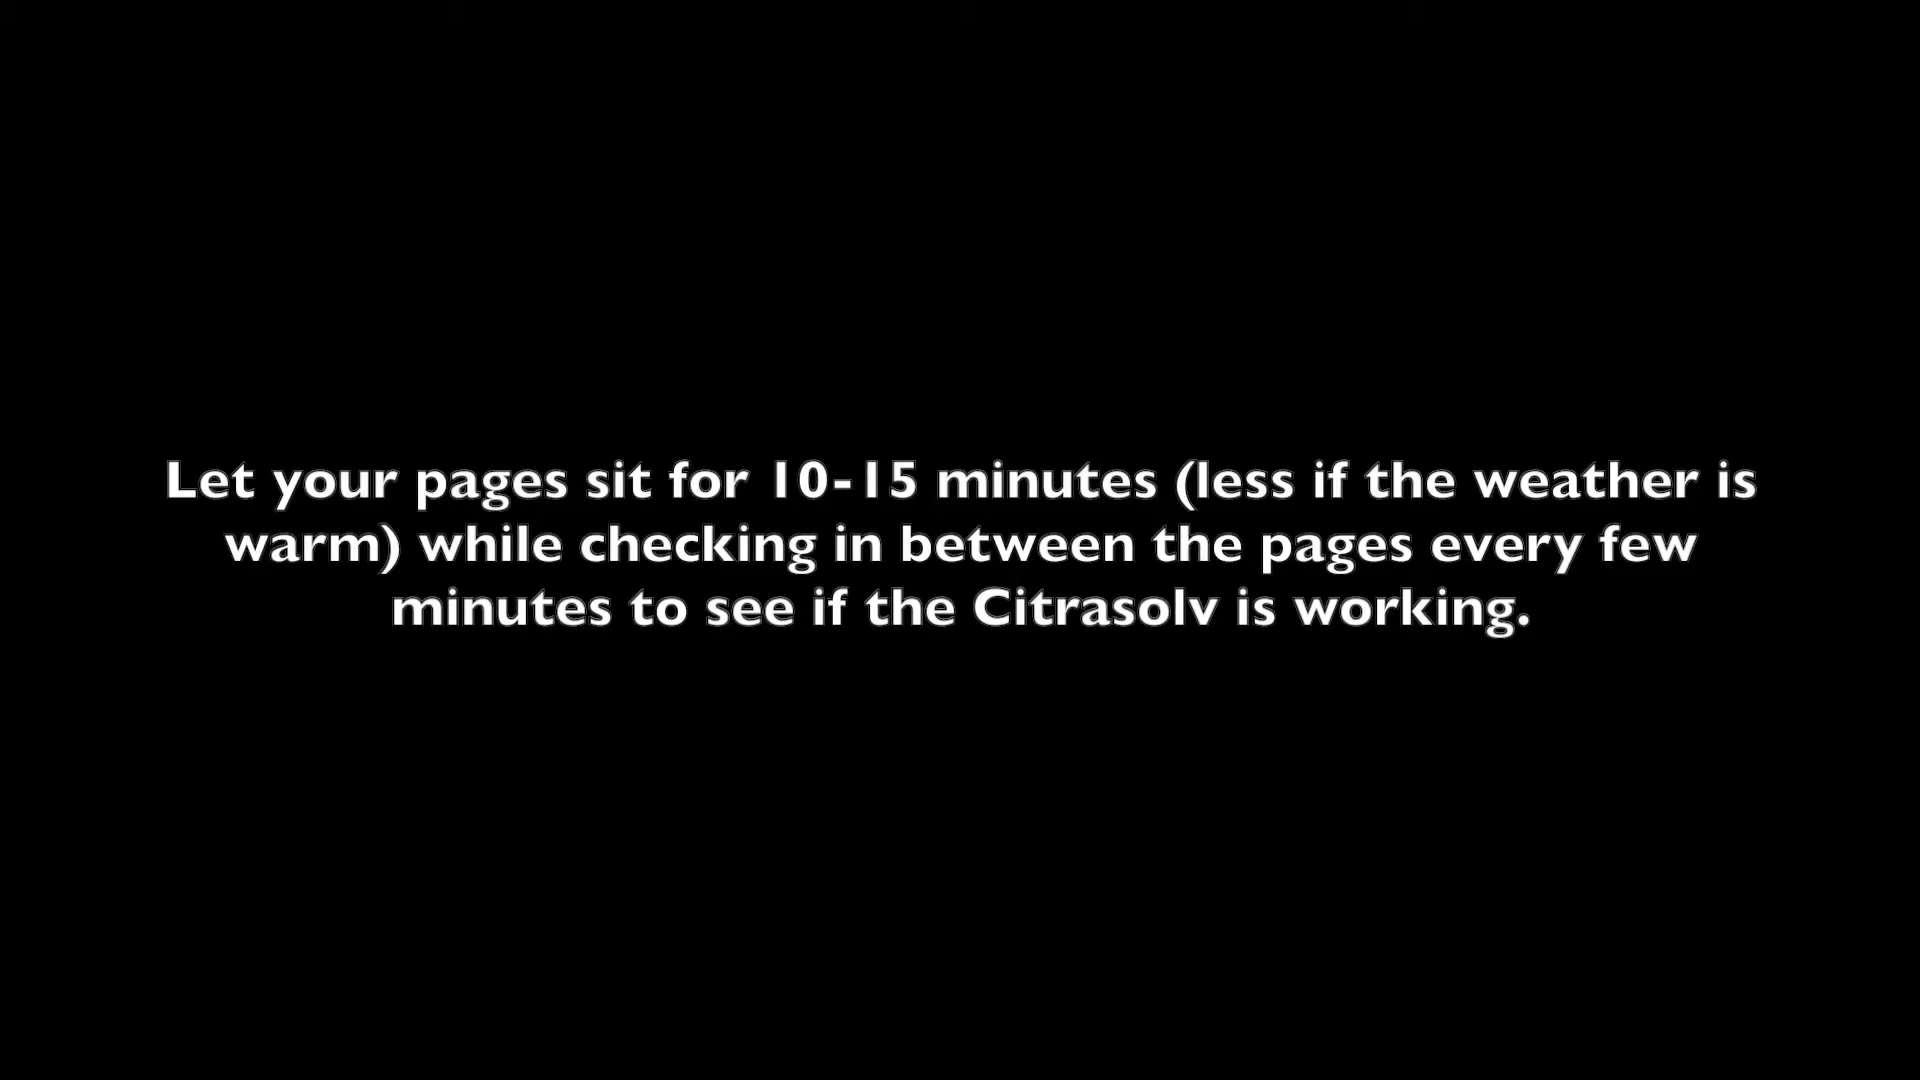 Let your pages sit for 10-15 minutes (less if the weather is
warm) while checking in between the pages every few
minutes to see if the Citrasolv is working.